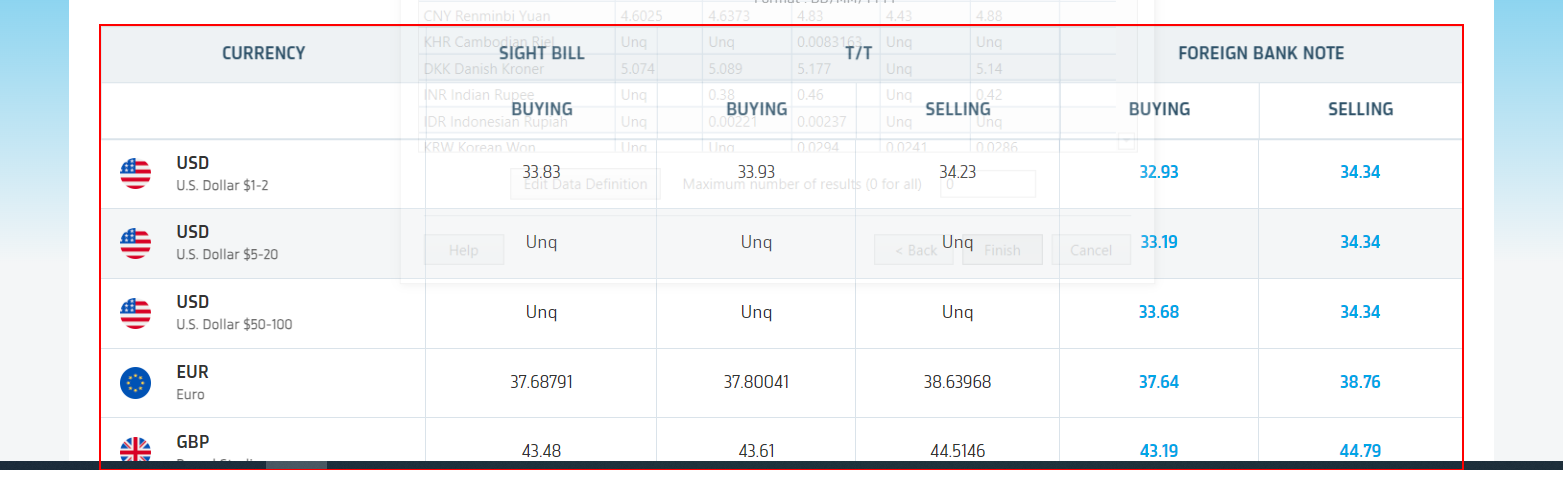 Format : DD/MM/YYYY
CNY Renminbi Yuan 4.6025 4.6373 4.83 4.43 4.88
KHR Cambodian Riel Unq Unq 0.0083163 Unq Unq
CURRENCY SIGHT BILL T/T FOREIGN BANK NOTE
DKK Danish Kroner 5.074 5.089 5.177 Unq 5.14
INR Indian Rupee Unq 0.38 0.46 Unq 0.42
BUYING BUYING SELLING BUYING SELLING
IDR Indonesian Rupiah Unq 0.00221 0.00237 Unq Unq
KRW Korean Won Unq Unq 0.0294 0.0241 0.0286
USD
U.S. Dollar $1-2
33.83 33.93 34.23 32.93 34.34
Edit Data Definition Maximum number of results (0 for all) 0
USD
U.S. Dollar $5-20
Unq Unq Unq 33.19 34.34
Help < Back Finish Cancel
USD
U.S. Dollar $50-100
Unq Unq Unq 33.68 34.34
EUR
Euro
37.68791 37.80041 38.63968 37.64 38.76
GBP
43.48 43.61 44.5146 43.19 44.79